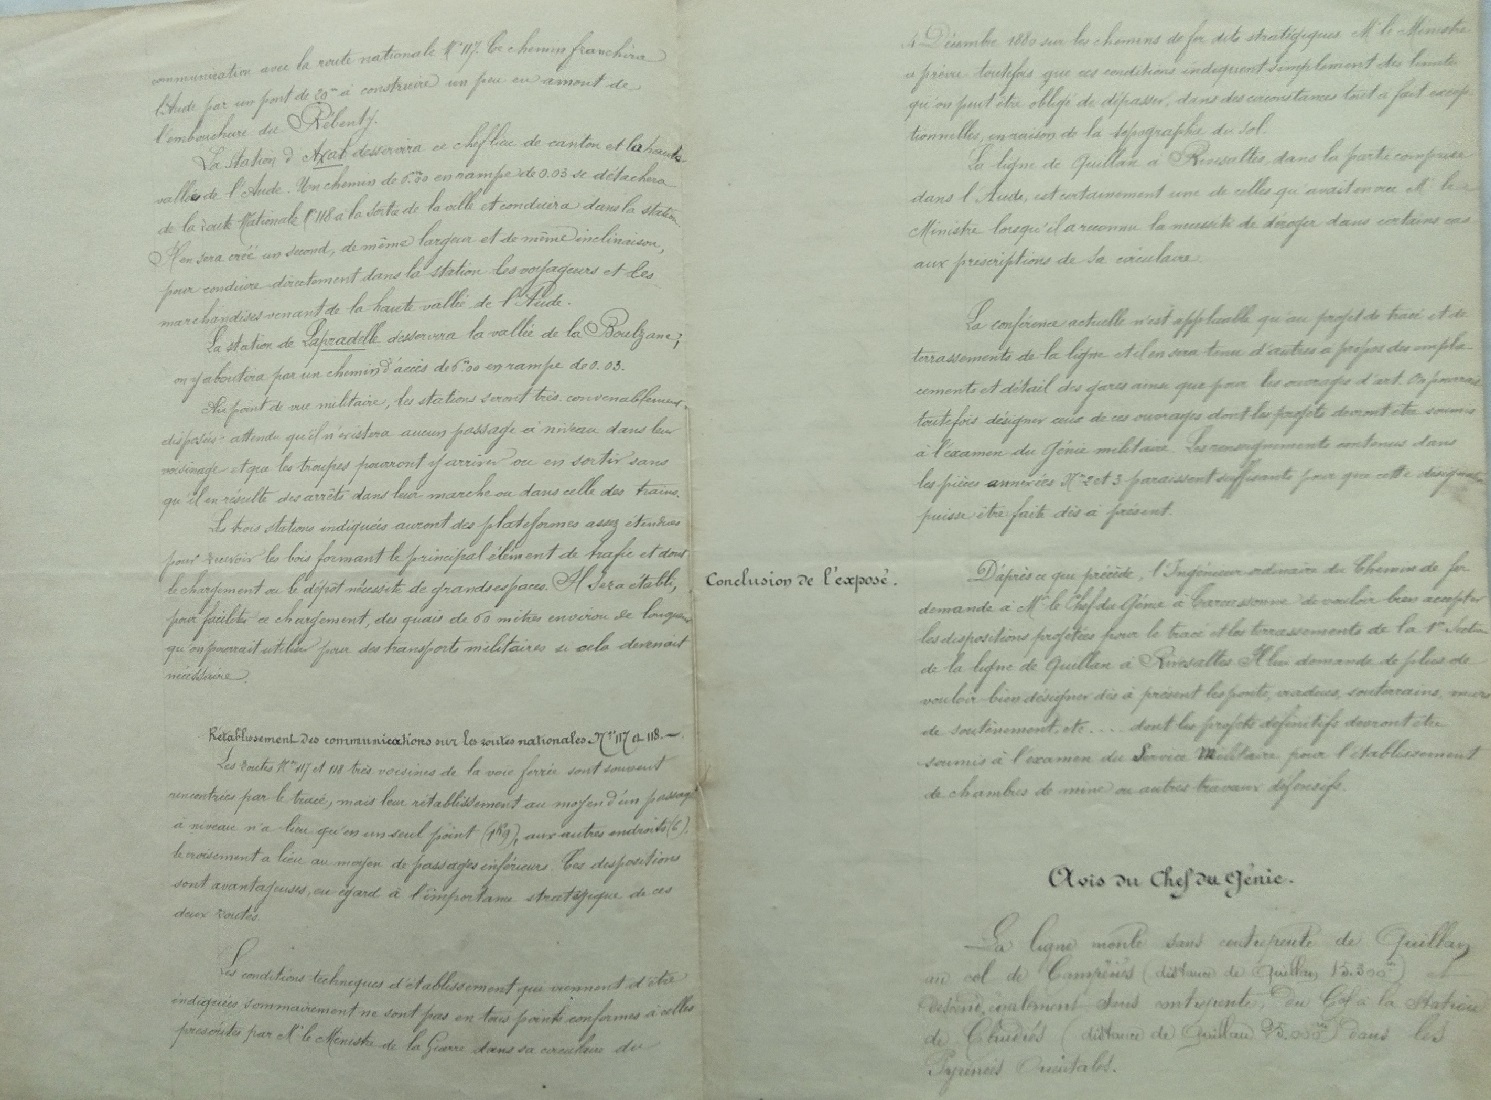 communication avec la route nationale N° 117. Ce chemin franchira
l'Aude par un pont de 20m à construire un peu en amont de
l'embouchure du Rébenty.
La station d'Axat desservira ce chef lieu de canton et la haute
vallée de l'Aude. Un chemin de 6m00 en rampe de 0.03 se détachera
de la route Nationale N° 118 à la sortie de la ville et conduira dans la station
Il en sera créé un second, de même largeur et de même inclinaison,
pour conduire directement dans la station les voyageurs et les
marchandises venant de la haute vallée de l'Aude.
La station de Lapradelle desservira la vallée de la Boulzane;
on y aboutira par un chemin d'accès de 6m00 en rampe de 0.03.
Au point de vue militaire, les stations seront très convenablement
disposées attendu qu'il n'existera aucun passage à niveau dans leur
voisinage et que les troupes pourront y arriver ou en sortir sans
qu'il en résulte des arrêts dans leur marche ou dans celle des trains.
Les trois stations indiquées auront des plateformes assez étendues
pour recevoir les bois formant le principal élément de trafic et dont
le chargement ou le dépôt nécessite de grands espaces. Il sera établi,
pour faciliter ce chargement, des quais de 60 mètres environ de longueur
qu'on pourrait utiliser pour des transports militaires si cela devenait
nécessaire.
Rétablissement des communications sur les routes nationales Nos 117 et 118.—
Les routes Nos 117 et 118 très voisines de la voie ferrée sont souvent
rencontrées par le tracé, mais leur rétablissement au moyen d'un passage
à niveau n'a lieu qu'en un seul point, aux autres endroits (6),
le croisement a lieu au moyen de passages inférieurs. Ces dispositions
sont avantageuses, eu égard à l'importance stratégique de ces
deux routes.
Les conditions techniques d'établissement qui viennent d'être
indiquées sommairement ne sont pas en tous points conformes à celles
prescrites par Mr le Ministre de la Guerre dans sa circulaire du
Décembre 1880 sur les chemins de fer dits stratégiques Mr le Ministre
a prévu toutefois que ces conditions indiquent simplement des limites
qu'on peut être obligé de dépasser, dans des circonstances tout à fait excep-
tionnelles, en raison de la topographie du sol.
La ligne de Quillan à Rivesaltes, dans la partie comprise
dans l'Aude, est certainement une de celles qu'avait en vue Mr le
Ministre lorsqu'il a reconnu la nécessité de déroger dans certains cas
aux prescriptions de sa circulaire.
La conférence actuelle n'est applicable qu'au projet de tracé et de
terrassements de la ligne et il en sera tenu d'autres à propos des empla-
cements et détail des gares ainsi que pour les ouvrages d'art. On pourrait
toutefois désigner ceux de ces ouvrages dont les projets devront être soumis
à l'examen du Génie militaire. Les renseignements contenus dans
les pièces annexées Nos 2 et 3 paraissent suffisants pour que cette désignation
puisse être faite dès à présent.
Conclusion de l'exposé.
D'après ce qui précède, l'Ingénieur ordinaire du Chemin de fer
demande à Mr le Chef du Génie à Carcassonne de vouloir bien accepter
les dispositions projetées pour le tracé et les terrassements de la 1re Section
de la ligne de Quillan à Rivesaltes. Il lui demande de plus de
vouloir bien désigner dès à présent les ponts, viaducs, souterrains, murs
de soutènement, etc .... dont les projets définitifs devront être
soumis à l'examen du Service Militaire pour l'établissement
de chambres de mine ou autres travaux défensifs.
Avis du Chef du Génie.
La ligne monte sans contrepente de Quillan
au col de Campérié (distance de Quillan 15.300m) et
descend, également sans contrepente, du Col à la Station
de Caudiès (distance de Quillan) dans les
Pyrénées Orientales.